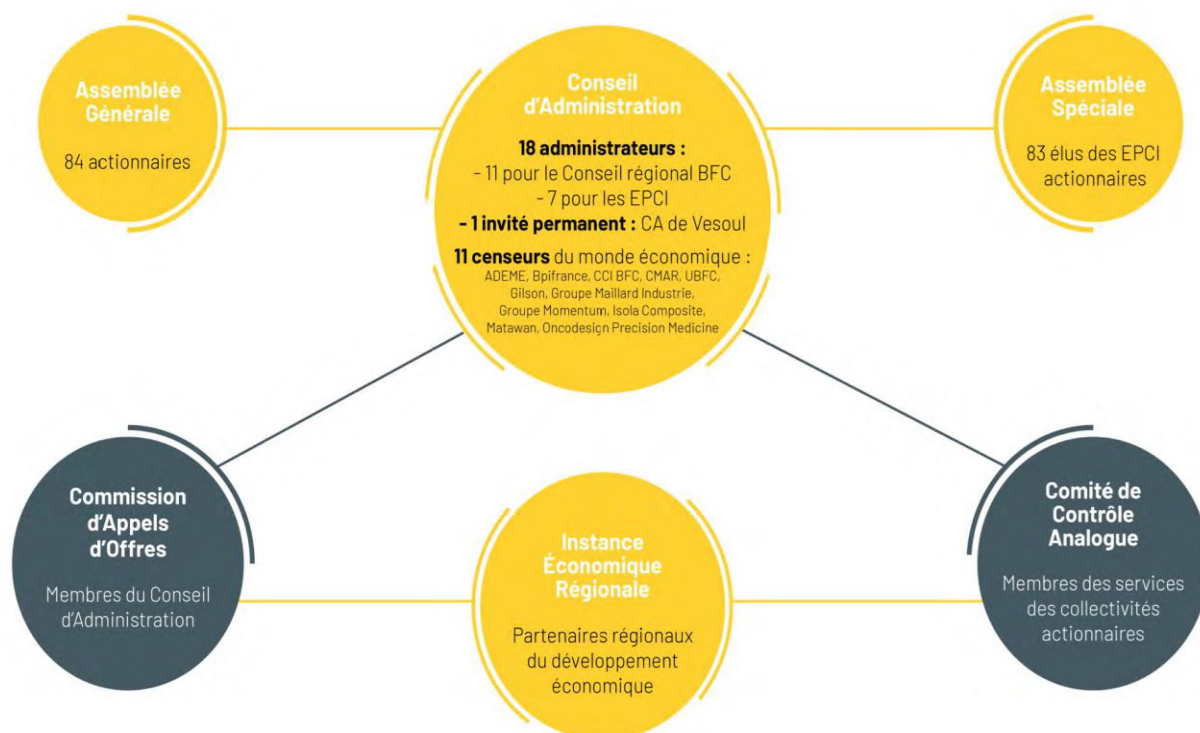 Assemblée
Générale
84 actionnaires
Conseil
d'Administration
18 administrateurs :
- 11 pour le Conseil régional BFC
- 7 pour les EPCI
- 1 invité permanent : CA de Vesoul
11 censeurs du monde économique :
ADEME, Bpifrance, CCI BFC, CMAR, UBFC,
Gilson, Groupe Maillard Industrie,
Groupe Momentum, Isola Composite,
Matawan, Oncodesign Precision Medicine
Assemblée
Spéciale
83 élus des EPCI
actionnaires
Commission
d'Appels
d'Offres
Membres du Conseil
d'Administration
Instance
Économique
Régionale
Partenaires régionaux
du développement
économique
Comité de
Contrôle
Analogue
Membres des services
des collectivités
actionnaires